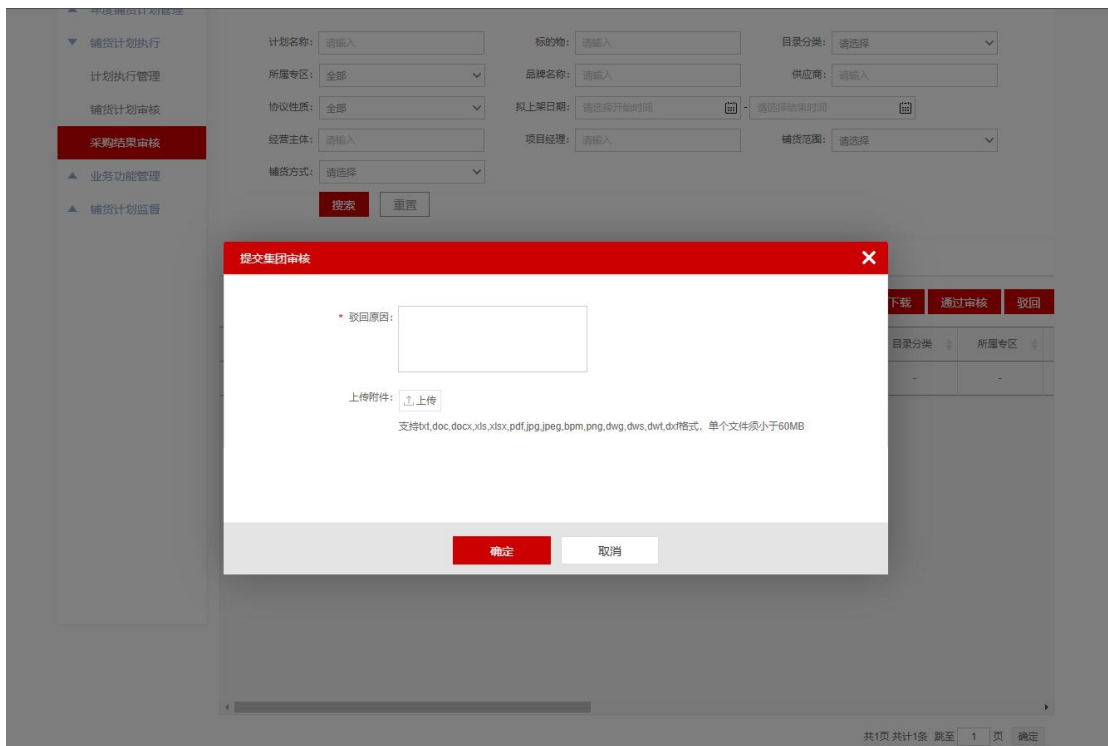 年度铺货计划管理
铺货计划执行
计划执行管理
铺货计划审核
采购结果审核
业务功能管理
铺货计划监督
计划名称： 请输入 标的物： 请输入 目录分类： 请选择
所属专区： 全部 品牌名称： 请输入 供应商： 请输入
协议性质： 全部 拟上架日期： 请选择开始时间 - 请选择结束时间
经营主体： 请输入 项目经理： 请输入 铺货范围： 请选择
铺货方式： 请选择
搜索 重置
提交集团审核
下载 通过审核 驳回
* 驳回原因：
目录分类 所属专区
- -
上传附件： 上传
支持txt,doc,docx,xls,xlsx,pdf,jpg,jpeg,bpm,png,dwg,dws,dwt,dxf格式，单个文件须小于60MB
确定 取消
共1页 共计1条 跳至 1 页 确定